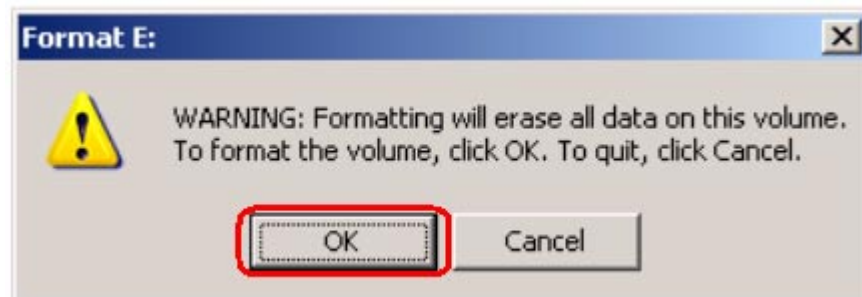 Format E:
WARNING: Formatting will erase all data on this volume.
To format the volume, click OK. To quit, click Cancel.
OK
Cancel